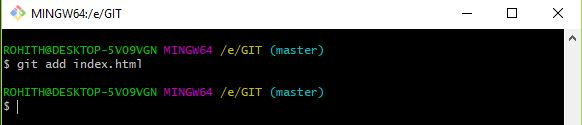 MINGW64:/e/GIT
ROHITH@DESKTOP-5VO9VGN MINGW64 /e/GIT (master)
$ git add index.html
ROHITH@DESKTOP-5VO9VGN MINGW64 /e/GIT (master)
$